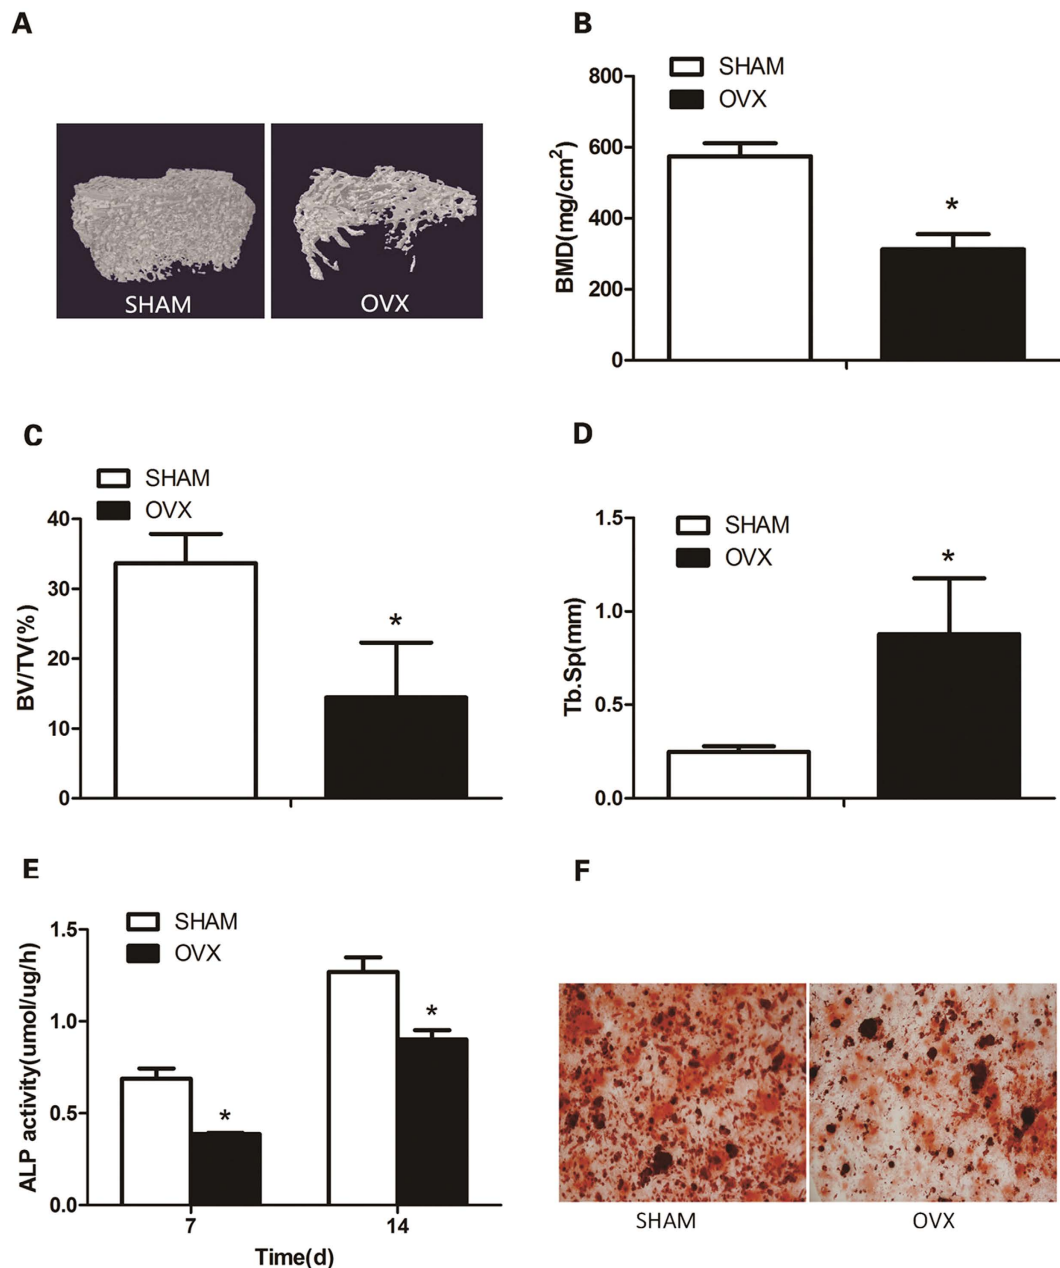 A
SHAM
OVX
B
SHAM
OVX
800
600
400
200
0
BMD(mg/cm²)
*
C
SHAM
OVX
40
30
20
10
0
BV/TV(%)
*
D
SHAM
OVX
1.5
1.0
0.5
0.0
Tb.Sp(mm)
*
E
SHAM
OVX
1.5
1.0
0.5
0.0
ALP activity(umol/ug/h)
*
*
7
14
Time(d)
F
SHAM
OVX